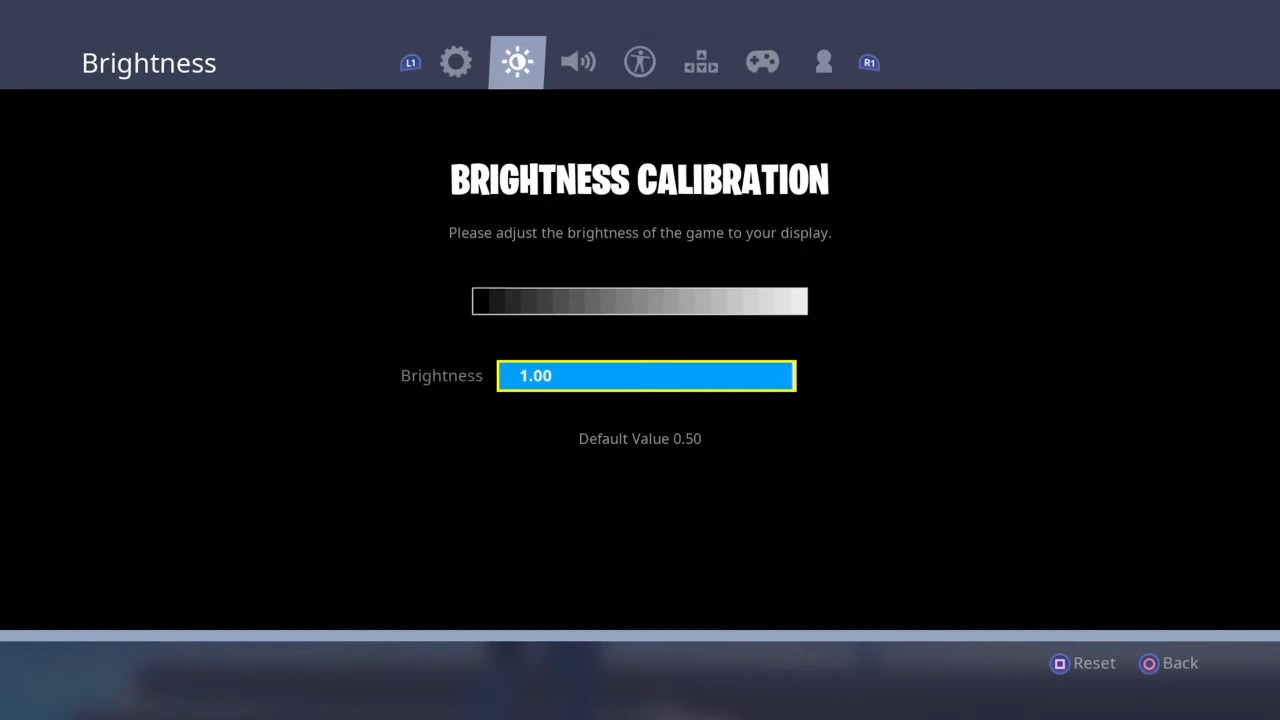 Brightness
L1
R1
BRIGHTNESS CALIBRATION
Please adjust the brightness of the game to your display.
Brightness 1.00
Default Value 0.50
Reset Back